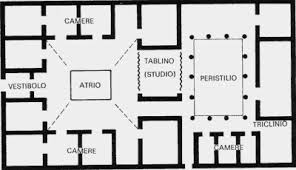 CAMERE
TABLINO
(STUDIO)
PERISTILIO
VESTIBOLO
ATRIO
TRICLINIO
CAMERE
CAMERE